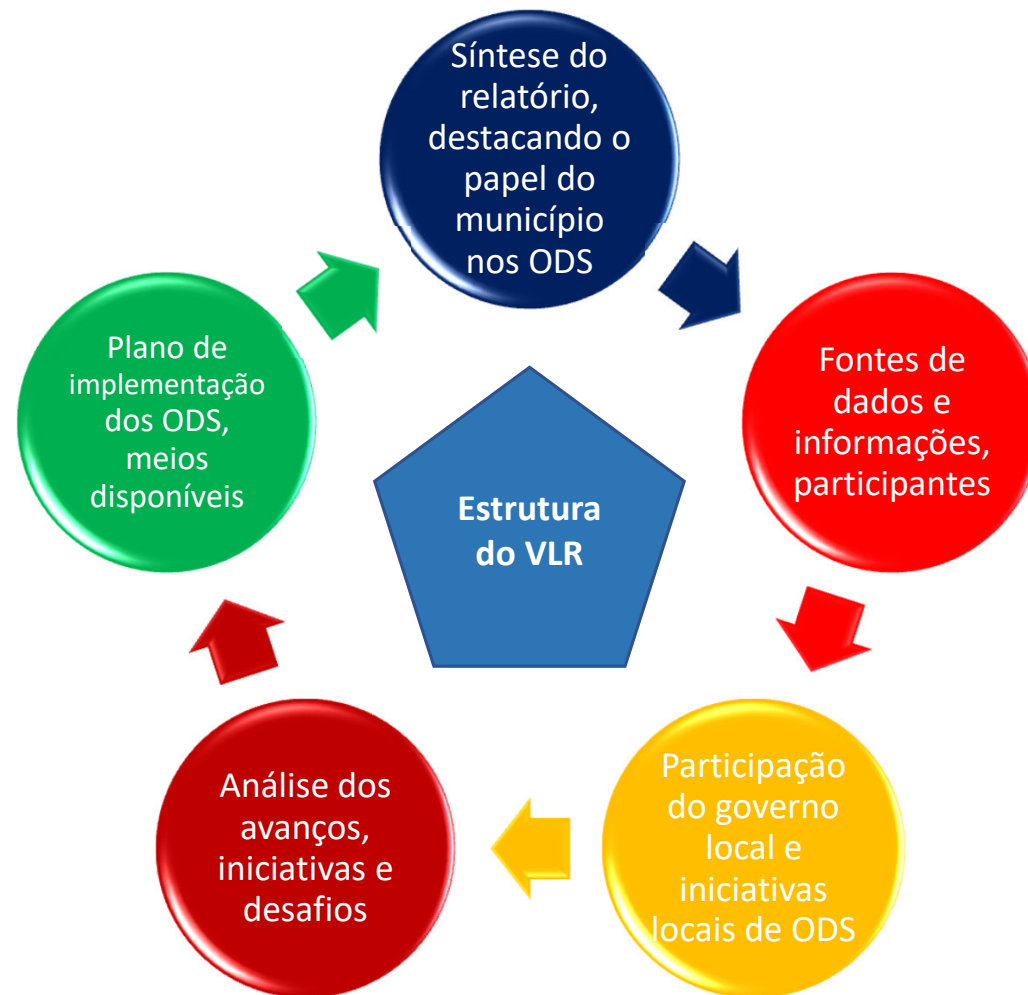 Síntese do
relatório,
destacando o
papel do
município
nos ODS
Fontes de
dados e
informações,
participantes
Participação
do governo
local e
iniciativas
locais de ODS
Análise dos
avanços,
iniciativas e
desafios
Plano de
implementação
dos ODS,
meios
disponíveis
Estrutura
do VLR